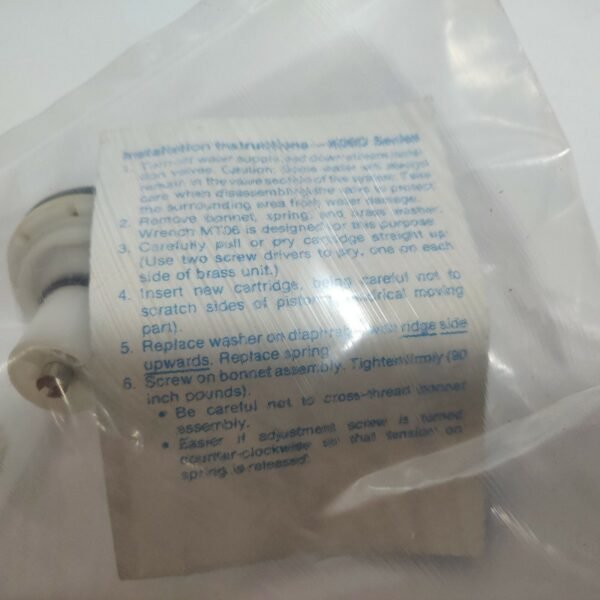 Installation Instructions - Series
1. Turn off water supply and downstream
valves. Caution: Some water will always
remain in the valve section of the Take
care when disassembling the valve to protect
the surrounding area from water damage.
2. Remove bonnet, spring, and brass washer.
Wrench MT06 is designed for this purpose.
3. Carefully pull or pry cartridge straight up.
(Use two screw drivers to pry, one on each
side of brass unit.)
4. Insert new cartridge, being careful not to
scratch sides of piston moving
part).
5. Replace washer on with ridge side
upwards. Replace spring
6. Screw on bonnet assembly. Tighten firmly (90
inch pounds).
• Be careful not to cross-thread bonnet
assembly.
• Easier if adjustment screw is turned
counter-clockwise so that tension on
spring is released.